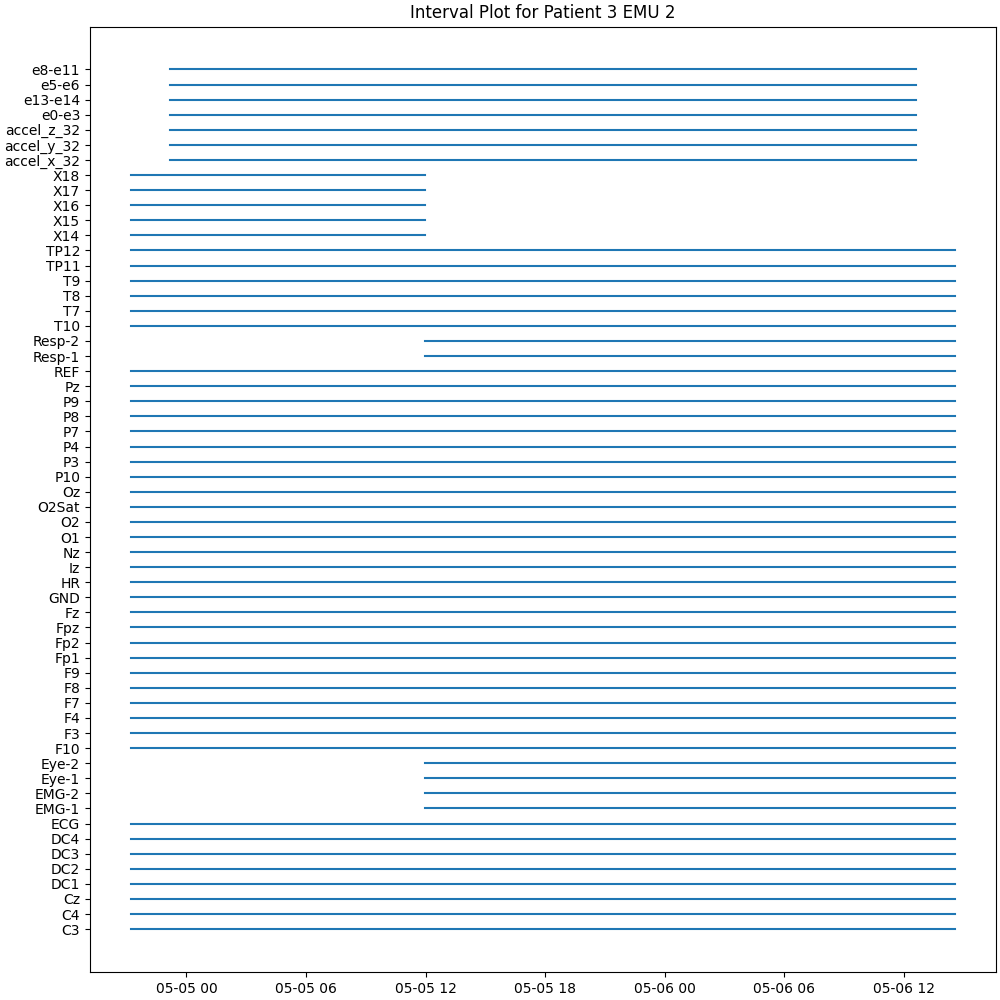 Interval Plot for Patient 3 EMU 2
e8-e11
e5-e6
e13-e14
e0-e3
accel_z_32
accel_y_32
accel_x_32
X18
X17
X16
X15
X14
TP12
TP11
T9
T8
T7
T10
Resp-2
Resp-1
REF
Pz
P9
P8
P7
P4
P3
P10
Oz
O2Sat
O2
O1
Nz
Iz
HR
GND
Fz
Fpz
Fp2
Fp1
F9
F8
F7
F4
F3
F10
Eye-2
Eye-1
EMG-2
EMG-1
ECG
DC4
DC3
DC2
DC1
Cz
C4
C3
05-05 00 05-05 06 05-05 12 05-05 18 05-06 00 05-06 06 05-06 12